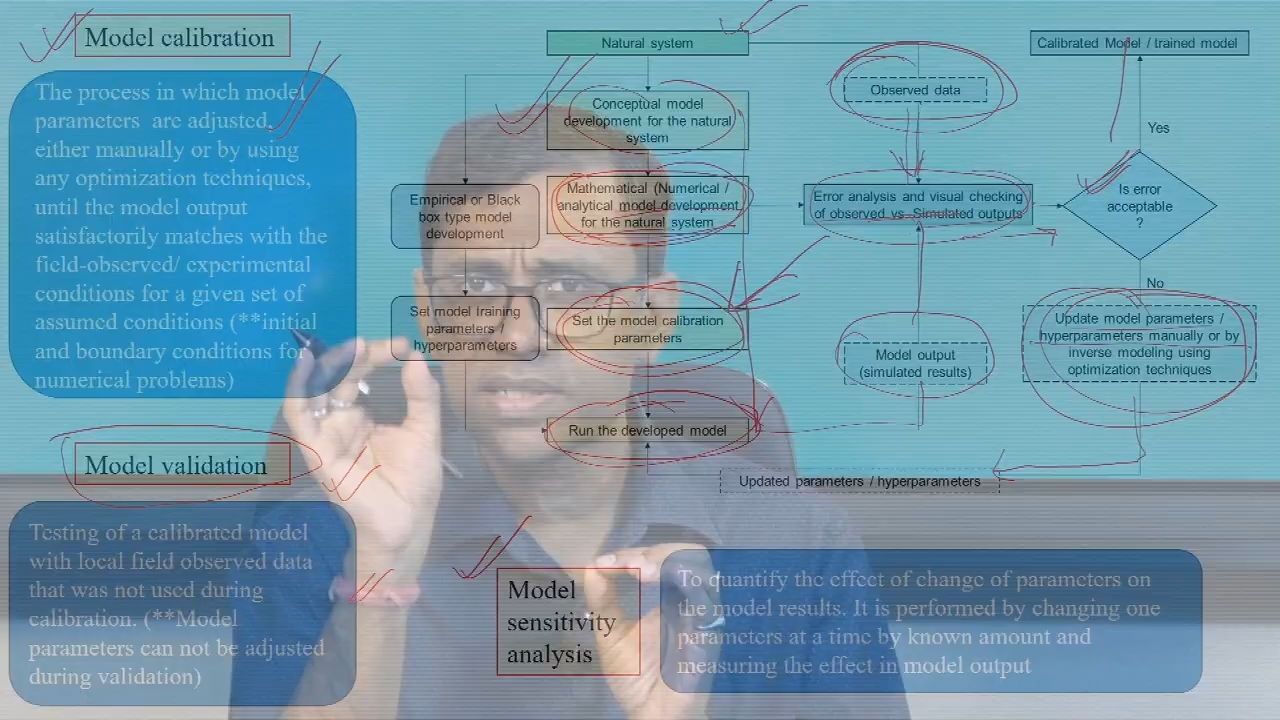 Model calibration
The process in which model
parameters are adjusted,
either manually or by using
any optimization techniques,
until the model output
satisfactorily matches with the
field-observed/ experimental
conditions for a given set of
assumed conditions (**initial
and boundary conditions for
numerical problems)
Model validation
Testing of a calibrated model
with local field observed data
that was not used during
calibration. (**Model
parameters can not be adjusted
during validation)
Natural system
Conceptual model
development for the natural
system
Empirical or Black
box type model
development
Mathematical (Numerical /
analytical model development
for the natural system
Set model training
parameters /
hyperparameters
Set the model calibration
parameters
Run the developed model
Observed data
Error analysis and visual checking
of observed vs. Simulated outputs
Model output
(simulated results)
Calibrated Model / trained model
Yes
Is error
acceptable
?
No
Update model parameters /
hyperparameters manually or by
inverse modeling using
optimization techniques
Updated parameters / hyperparameters
Model
sensitivity
analysis
To quantify the effect of change of parameters on
the model results. It is performed by changing one
parameters at a time by known amount and
measuring the effect in model output